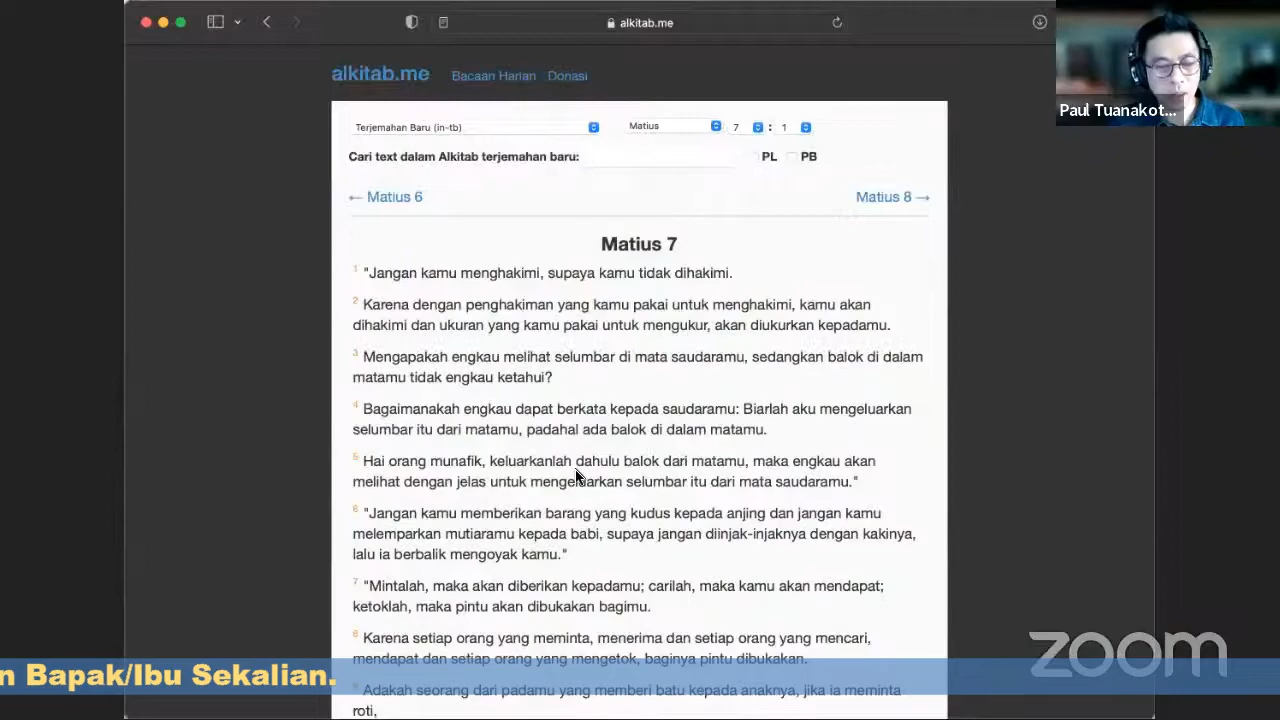 alkitab.me
alkitab.me Bacaan Harian Donasi
Paul Tuanakot...
Terjemahan Baru (in-tb) Matius 7 : 1
Cari text dalam Alkitab terjemahan baru: PL PB
← Matius 6 Matius 8 →
Matius 7
1 "Jangan kamu menghakimi, supaya kamu tidak dihakimi.
2 Karena dengan penghakiman yang kamu pakai untuk menghakimi, kamu akan
dihakimi dan ukuran yang kamu pakai untuk mengukur, akan diukurkan kepadamu.
3 Mengapakah engkau melihat selumbar di mata saudaramu, sedangkan balok di dalam
matamu tidak engkau ketahui?
4 Bagaimanakah engkau dapat berkata kepada saudaramu: Biarlah aku mengeluarkan
selumbar itu dari matamu, padahal ada balok di dalam matamu.
5 Hai orang munafik, keluarkanlah dahulu balok dari matamu, maka engkau akan
melihat dengan jelas untuk mengeluarkan selumbar itu dari mata saudaramu."
6 "Jangan kamu memberikan barang yang kudus kepada anjing dan jangan kamu
melemparkan mutiaramu kepada babi, supaya jangan diinjak-injaknya dengan kakinya,
lalu ia berbalik mengoyak kamu."
7 "Mintalah, maka akan diberikan kepadamu; carilah, maka kamu akan mendapat;
ketoklah, maka pintu akan dibukakan bagimu.
8 Karena setiap orang yang meminta, menerima dan setiap orang yang mencari,
mendapat dan setiap orang yang mengetok, baginya pintu dibukakan.
9 Adakah seorang dari padamu yang memberi batu kepada anaknya, jika ia meminta
roti,
zoom
n Bapak/Ibu Sekalian.